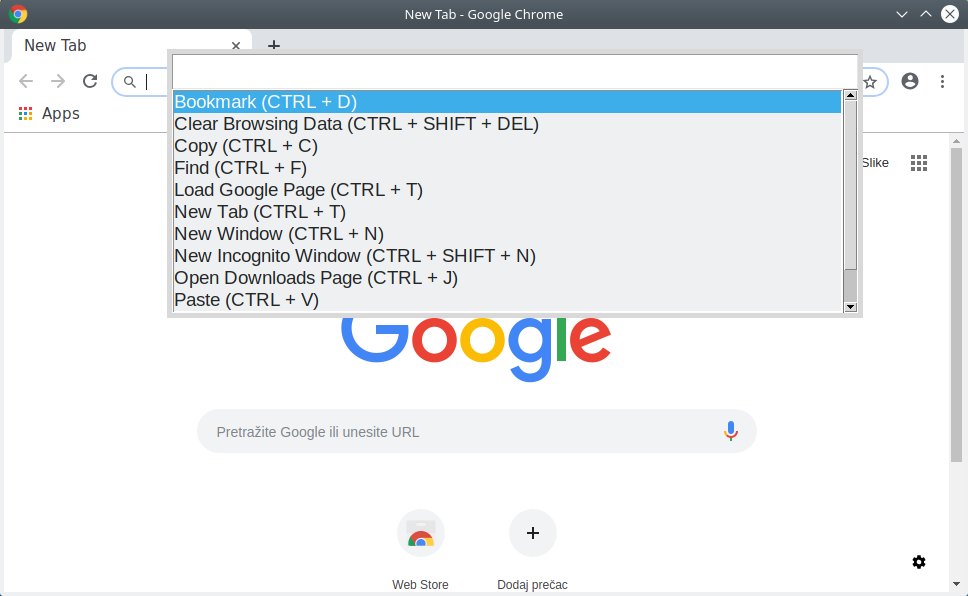 New Tab - Google Chrome
New Tab
Apps
Bookmark (CTRL + D)
Clear Browsing Data (CTRL + SHIFT + DEL)
Copy (CTRL + C)
Find (CTRL + F)
Load Google Page (CTRL + T)
New Tab (CTRL + T)
New Window (CTRL + N)
New Incognito Window (CTRL + SHIFT + N)
Open Downloads Page (CTRL + J)
Paste (CTRL + V)
Slike
Google
Pretražite Google ili unesite URL
Web Store
Dodaj prečac